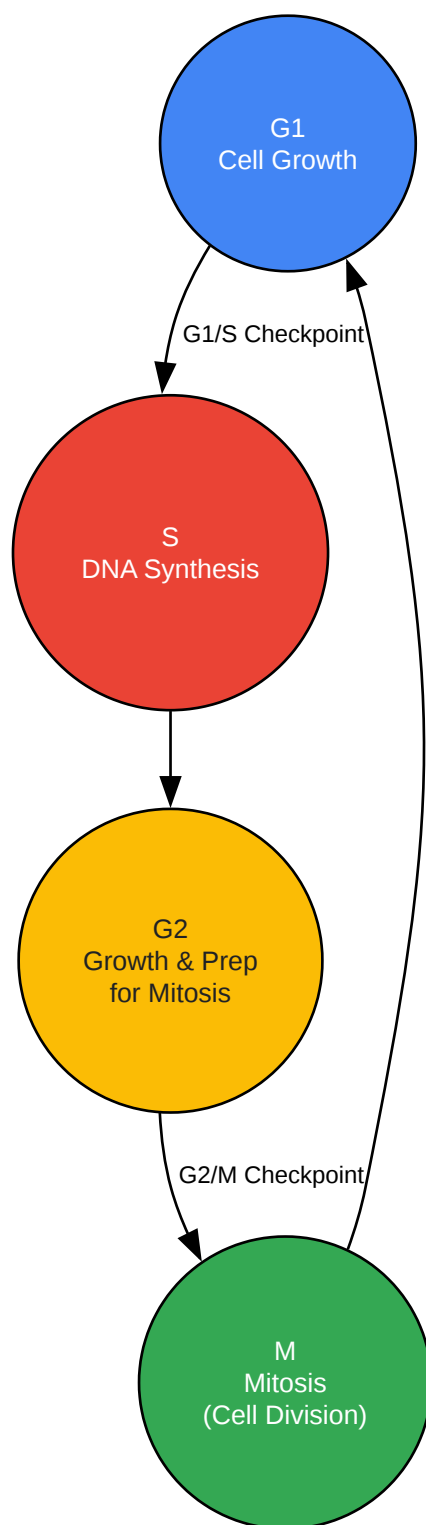 G1
Cell Growth
G1/S Checkpoint
S
DNA Synthesis
G2
Growth & Prep
for Mitosis
G2/M Checkpoint
M
Mitosis
(Cell Division)